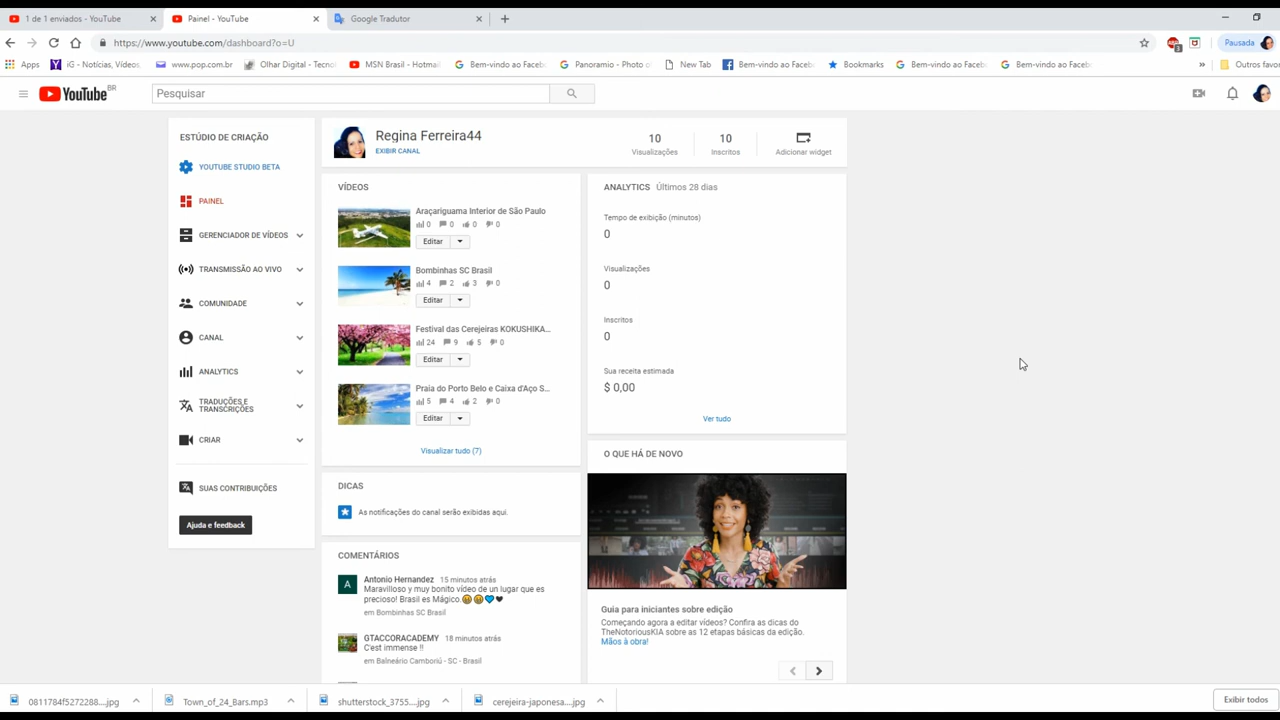 1 de 1 enviados - YouTube
Painel - YouTube
Google Tradutor
https://www.youtube.com/dashboard?o=U
Pausada
Apps
iG - Notícias, Vídeos,
www.pop.com.br
Olhar Digital - Tecno
MSN Brasil - Hotmail
Bem-vindo ao Facebo
Panoramio - Photo o
New Tab
Bem-vindo ao Facebo
Bookmarks
Bem-vindo ao Facebo
Bem-vindo ao Facebo
»
Outros favor
YouTube BR
Pesquisar
ESTÚDIO DE CRIAÇÃO
YOUTUBE STUDIO BETA
PAINEL
GERENCIADOR DE VÍDEOS
TRANSMISSÃO AO VIVO
COMUNIDADE
CANAL
ANALYTICS
TRADUÇÕES E
TRANSCRIÇÕES
CRIAR
SUAS CONTRIBUIÇÕES
Ajuda e feedback
Regina Ferreira44
EXIBIR CANAL
10
Visualizações
10
Inscritos
Adicionar widget
VÍDEOS
Araçariguama Interior de São Paulo
0 0 0 0
Editar
Bombinhas SC Brasil
4 2 3 0
Editar
Festival das Cerejeiras KOKUSHIKA...
24 9 5 0
Editar
Praia do Porto Belo e Caixa d'Aço S...
5 4 2 0
Editar
Visualizar tudo (7)
DICAS
As notificações do canal serão exibidas aqui.
COMENTÁRIOS
A
Antonio Hernandez 15 minutos atrás
Maravilloso y muy bonito vídeo de un lugar que es
precioso! Brasil es Mágico.
em Bombinhas SC Brasil
GTACCORACADEMY 18 minutos atrás
C'est immense !!
em Balneário Camboriú - SC - Brasil
ANALYTICS Últimos 28 dias
Tempo de exibição (minutos)
0
Visualizações
0
Inscritos
0
Sua receita estimada
$ 0,00
Ver tudo
O QUE HÁ DE NOVO
Guia para iniciantes sobre edição
Começando agora a editar vídeos? Confira as dicas do
TheNotoriousKIA sobre as 12 etapas básicas da edição.
Mãos à obra!
0811784f5272288....jpg
Town_of_24_Bars.mp3
shutterstock_3755....jpg
cerejeira-japonesa....jpg
Exibir todos